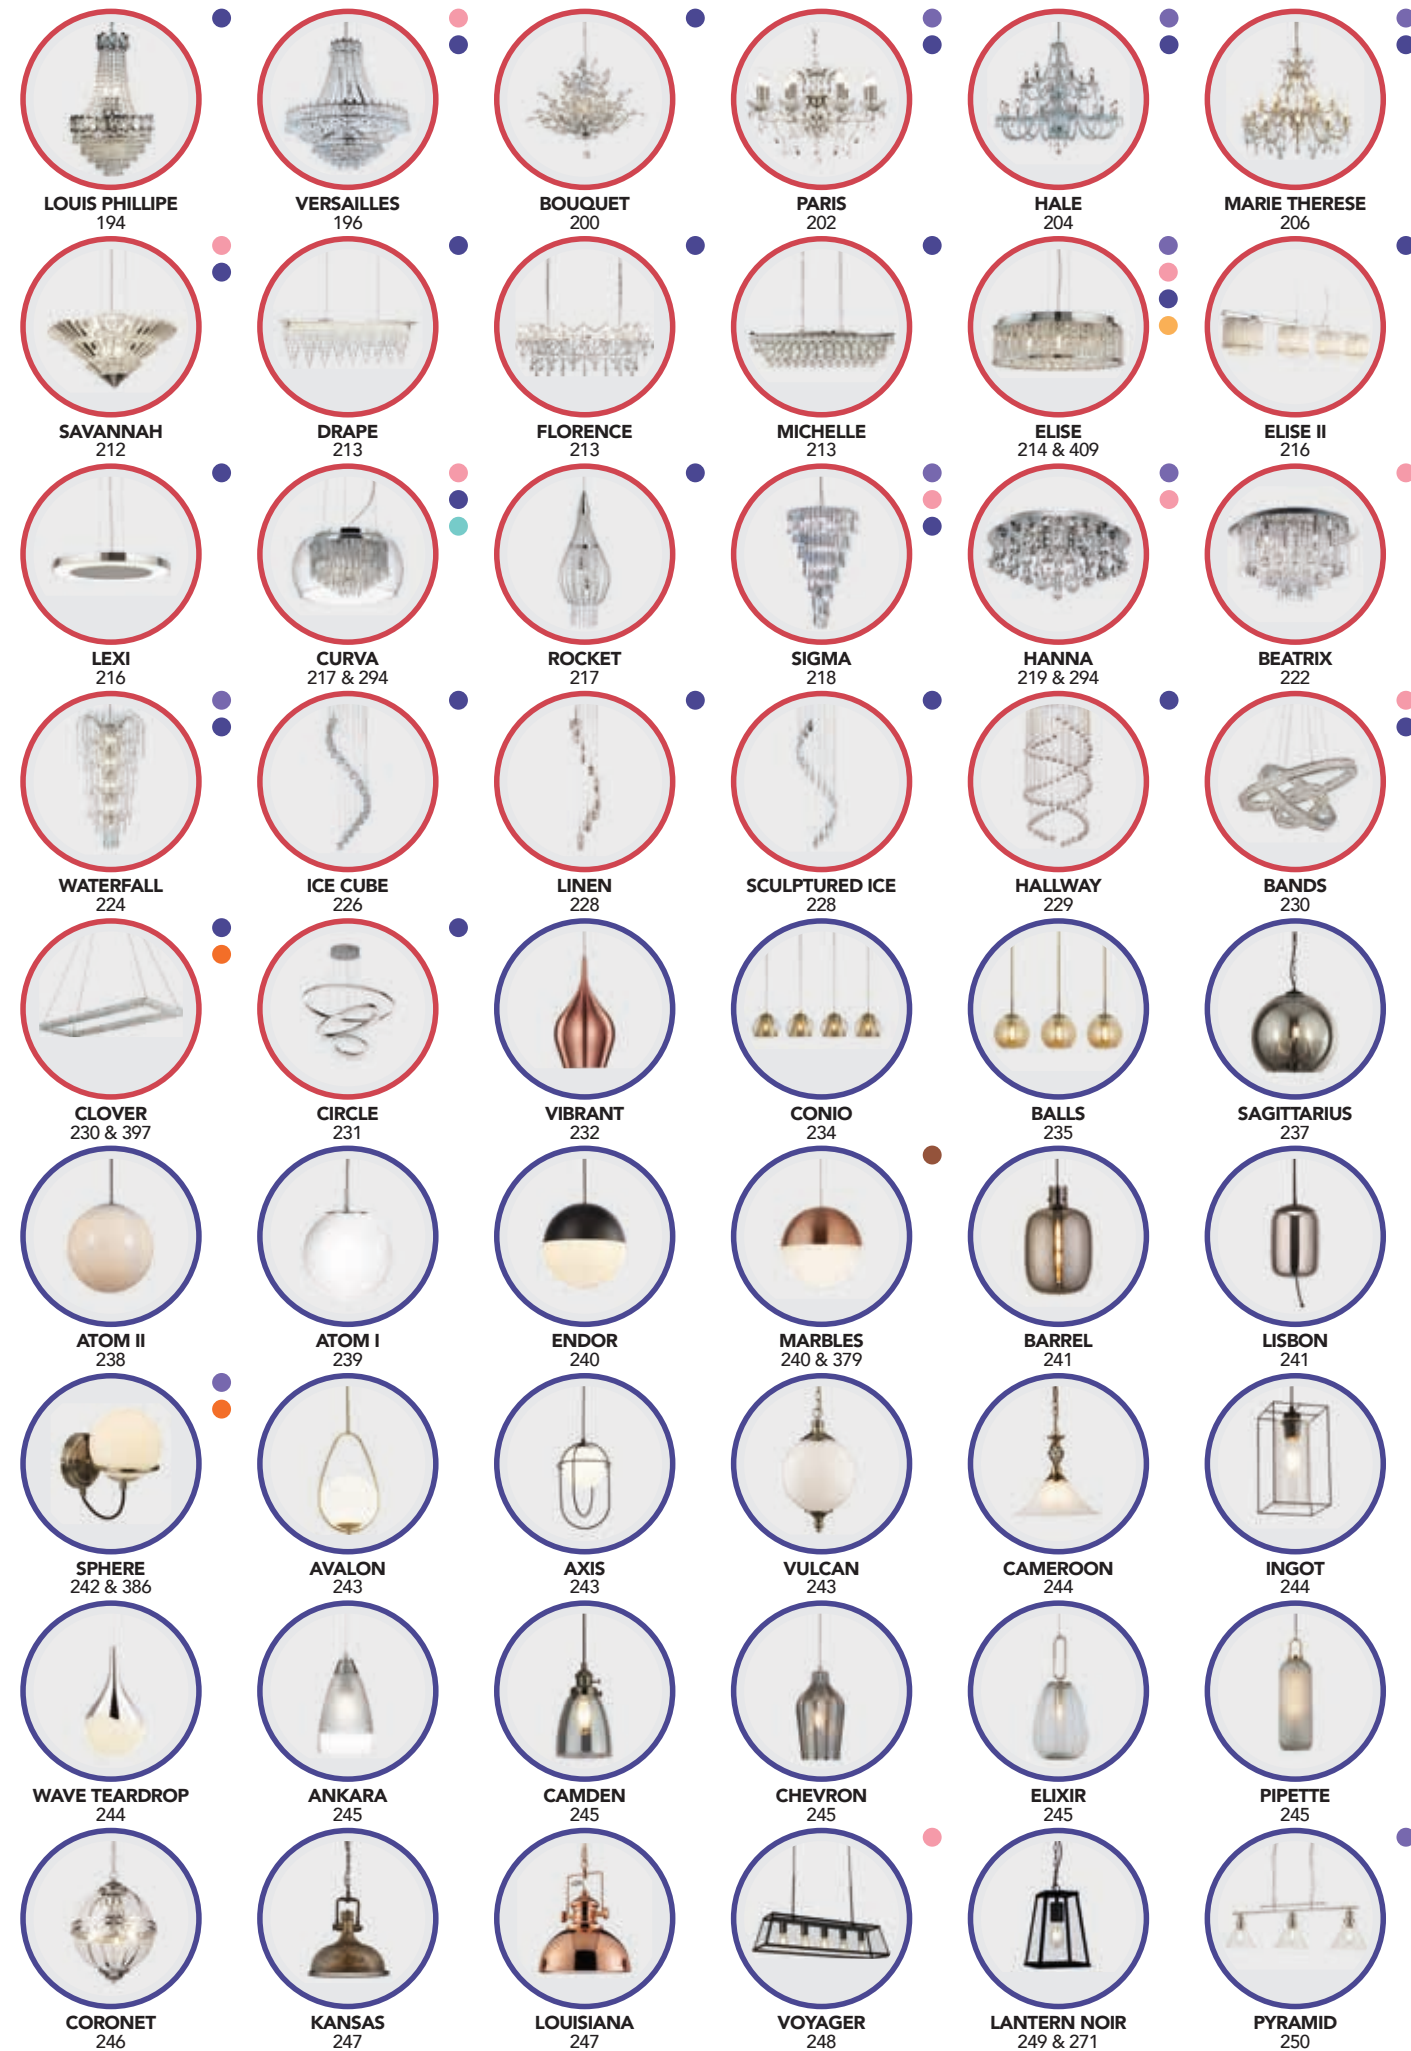 LOUIS PHILLIPE
194
VERSAILLES
196
BOUQUET
200
PARIS
202
HALE
204
MARIE THERESE
206
SAVANNAH
212
DRAPE
213
FLORENCE
213
MICHELLE
213
ELISE
214 & 409
ELISE II
216
LEXI
216
CURVA
217 & 294
ROCKET
217
SIGMA
218
HANNA
219 & 294
BEATRIX
222
WATERFALL
224
ICE CUBE
226
LINEN
228
SCULPTURED ICE
228
HALLWAY
229
BANDS
230
CLOVER
230 & 397
CIRCLE
231
VIBRANT
232
CONIO
234
BALLS
235
SAGITTARIUS
237
ATOM II
238
ATOM I
239
ENDOR
240
MARBLES
240 & 379
BARREL
241
LISBON
241
SPHERE
242 & 386
AVALON
243
AXIS
243
VULCAN
243
CAMEROON
244
INGOT
244
WAVE TEARDROP
244
ANKARA
245
CAMDEN
245
CHEVRON
245
ELIXIR
245
PIPETTE
245
CORONET
246
KANSAS
247
LOUISIANA
247
VOYAGER
248
LANTERN NOIR
249 & 271
PYRAMID
250